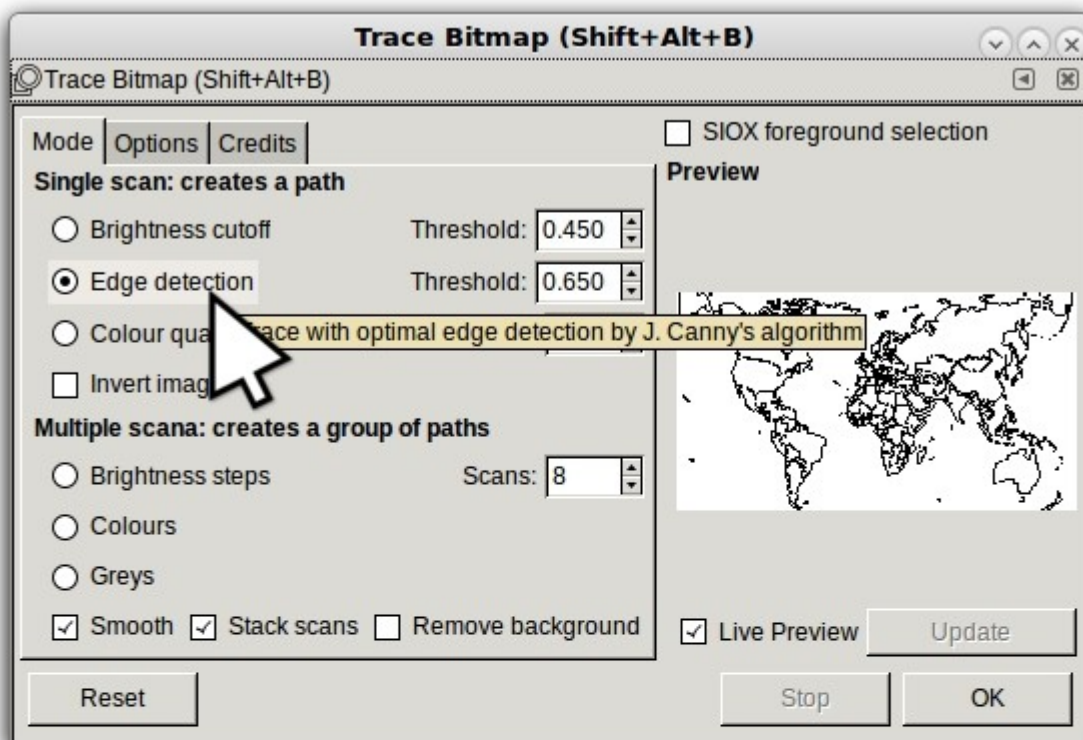 Trace Bitmap (Shift+Alt+B)
Trace Bitmap (Shift+Alt+B)
Mode Options Credits
SIOX foreground selection
Single scan: creates a path
Preview
Brightness cutoff Threshold: 0.450
Edge detection Threshold: 0.650
Colour with optimal edge detection by J. Canny's algorithm
Invert
Multiple scana: creates a group of paths
Brightness steps Scans: 8
Colours
Greys
Smooth Stack scans Remove background
Live Preview Update
Reset Stop OK